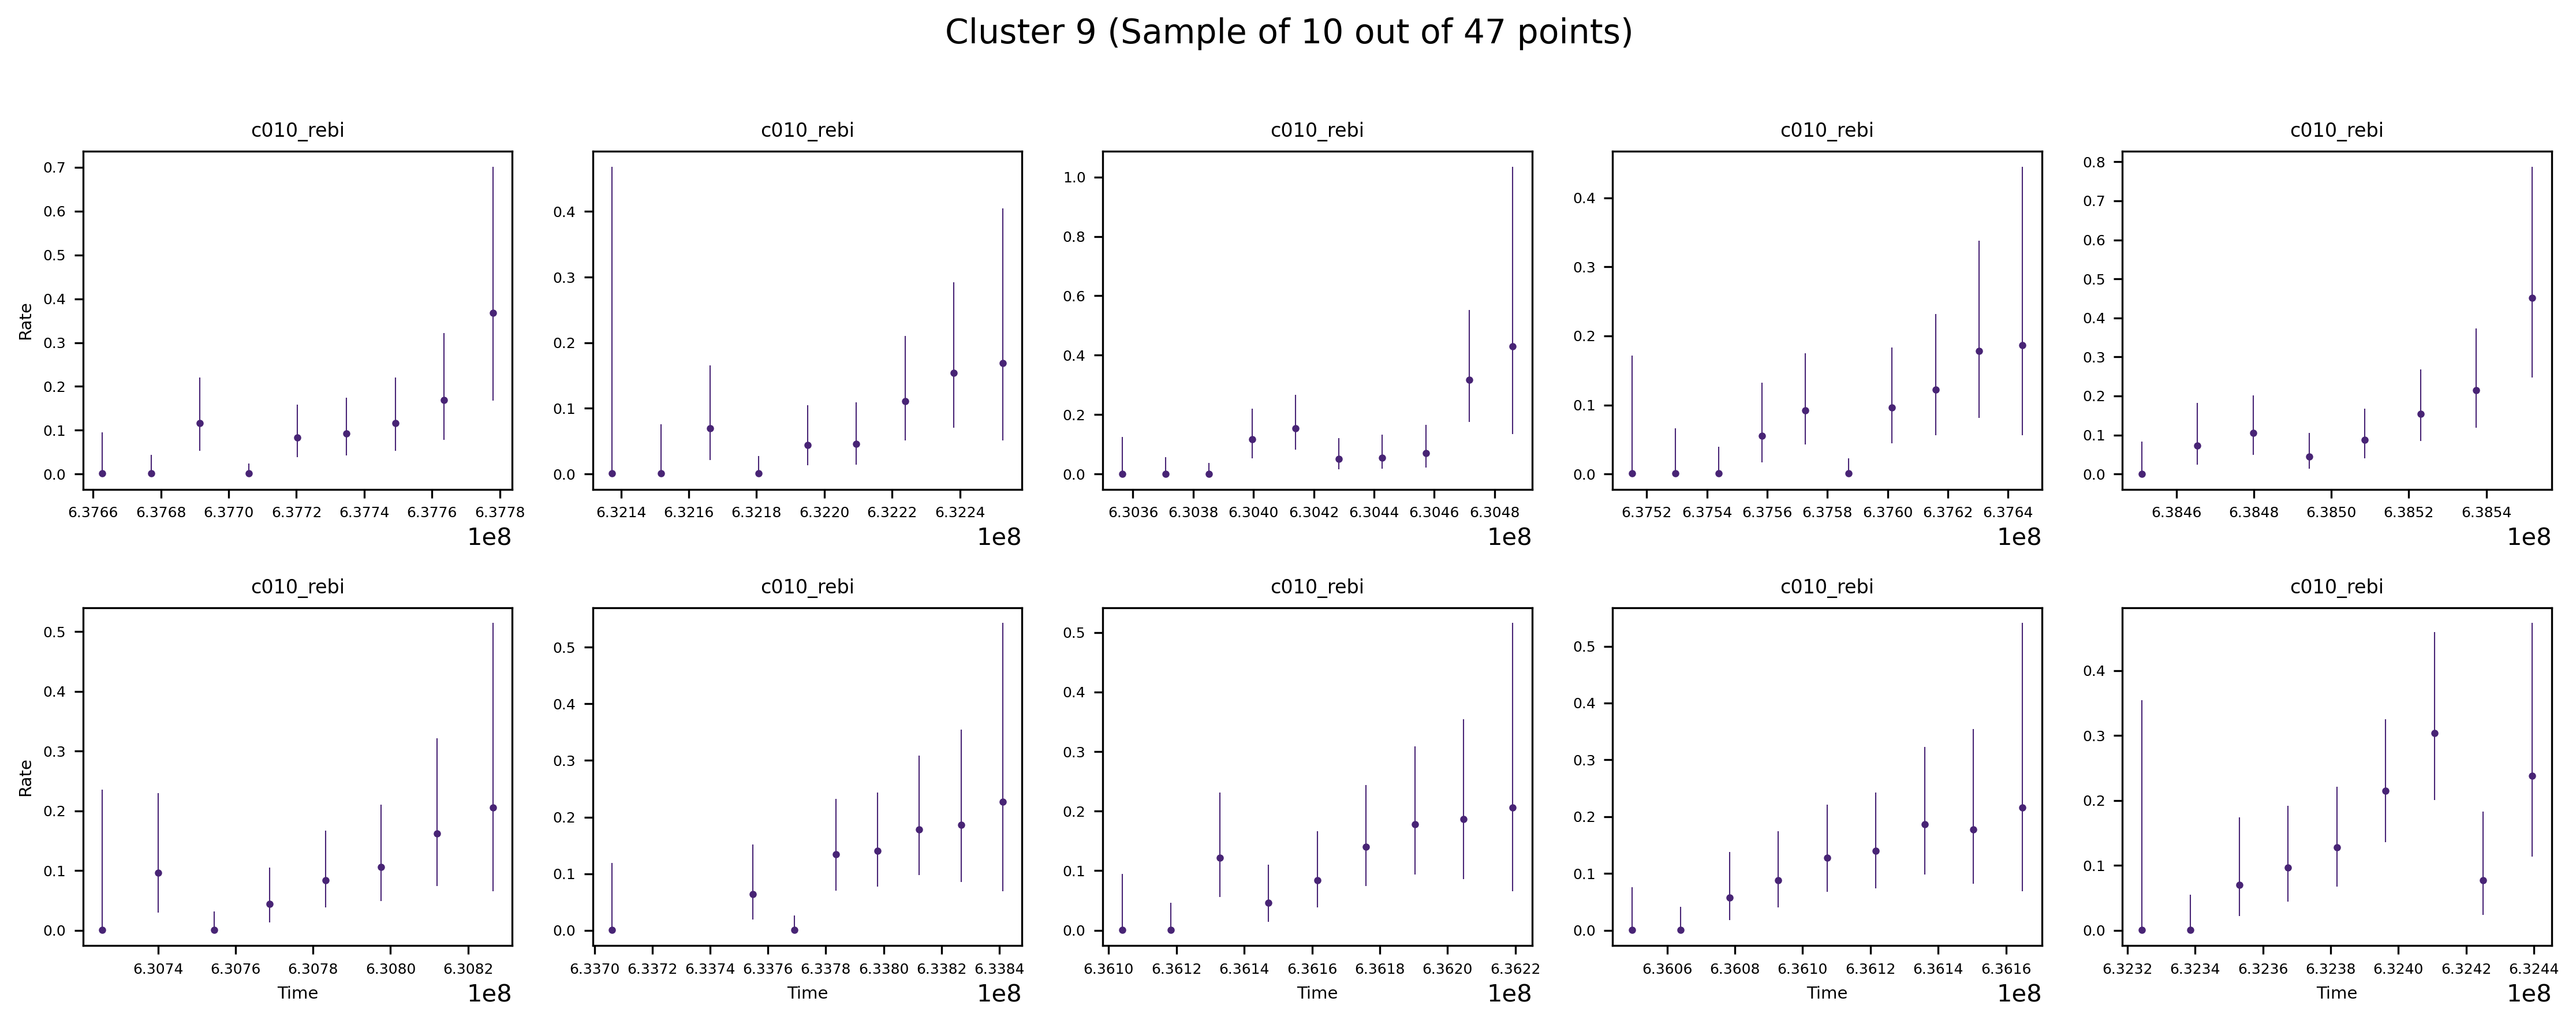 Cluster 9 (Sample of 10 out of 47 points)
c010_rebi c010_rebi c010_rebi c010_rebi c010_rebi
Rate
0.7
0.6
0.5
0.4
0.3
0.2
0.1
0.0
6.3766 6.3768 6.3770 6.3772 6.3774 6.3776 6.3778
1e8
0.4
0.3
0.2
0.1
0.0
6.3214 6.3216 6.3218 6.3220 6.3222 6.3224
1e8
1.0
0.8
0.6
0.4
0.2
0.0
6.3036 6.3038 6.3040 6.3042 6.3044 6.3046 6.3048
1e8
0.4
0.3
0.2
0.1
0.0
6.3752 6.3754 6.3756 6.3758 6.3760 6.3762 6.3764
1e8
0.8
0.7
0.6
0.5
0.4
0.3
0.2
0.1
0.0
6.3846 6.3848 6.3850 6.3852 6.3854
1e8
c010_rebi c010_rebi c010_rebi c010_rebi c010_rebi
Rate
0.5
0.4
0.3
0.2
0.1
0.0
6.3074 6.3076 6.3078 6.3080 6.3082
Time 1e8
0.5
0.4
0.3
0.2
0.1
0.0
6.3370 6.3372 6.3374 6.3376 6.3378 6.3380 6.3382 6.3384
Time 1e8
0.5
0.4
0.3
0.2
0.1
0.0
6.3610 6.3612 6.3614 6.3616 6.3618 6.3620 6.3622
Time 1e8
0.5
0.4
0.3
0.2
0.1
0.0
6.3606 6.3608 6.3610 6.3612 6.3614 6.3616
Time 1e8
0.4
0.3
0.2
0.1
0.0
6.3232 6.3234 6.3236 6.3238 6.3240 6.3242 6.3244
Time 1e8